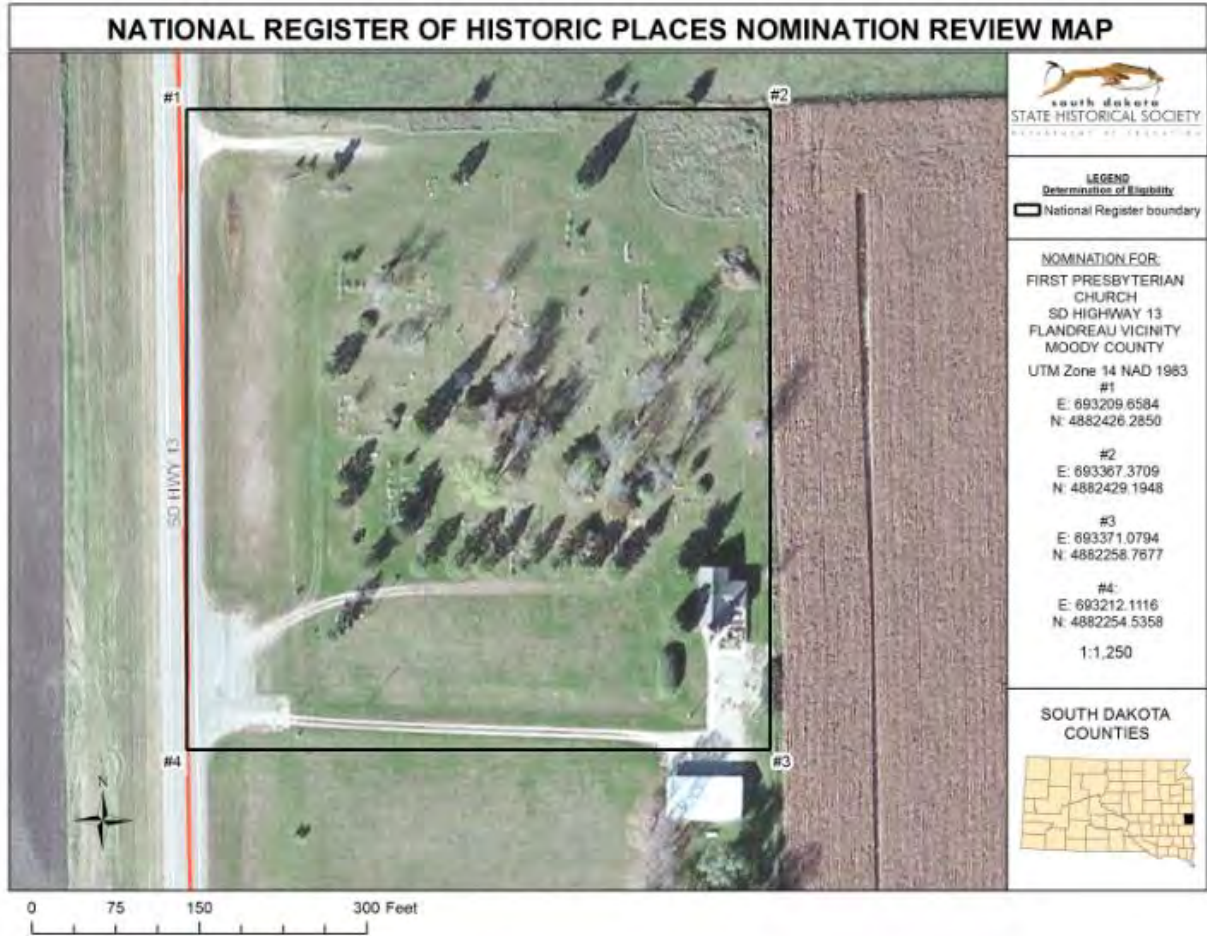 NATIONAL REGISTER OF HISTORIC PLACES NOMINATION REVIEW MAP
#1
#2
SD HWY 13
#4
#3
N
south dakota
STATE HISTORICAL SOCIETY
DEPARTMENT OF EDUCATION
LEGEND
Determination of Eligibility
National Register boundary
NOMINATION FOR:
FIRST PRESBYTERIAN
CHURCH
SD HIGHWAY 13
FLANDREAU VICINITY
MOODY COUNTY
UTM Zone 14 NAD 1983
#1
E: 693209.6584
N: 4882426.2850
#2
E: 693367.3709
N: 4882429.1948
#3
E: 693371.0794
N: 4882258.7677
#4:
E: 693212.1116
N: 4882254.5358
1:1,250
SOUTH DAKOTA
COUNTIES
0 75 150 300 Feet